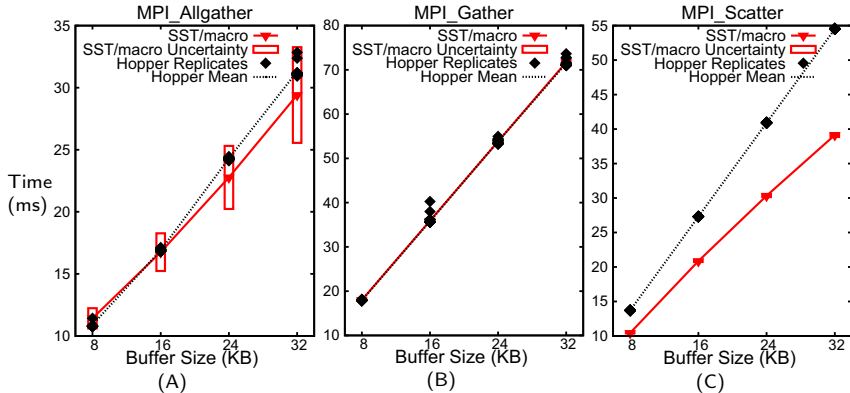 MPI_Allgather
35
30
25
20
15
10
8
16
24
32
SST/macro
SST/macro Uncertainty
Hopper Replicates
Hopper Mean
Time
(ms)
Buffer Size (KB)
(A)
MPI_Gather
80
70
60
50
40
30
20
10
8
16
24
32
SST/macro
SST/macro Uncertainty
Hopper Replicates
Hopper Mean
Buffer Size (KB)
(B)
MPI_Scatter
55
50
45
40
35
30
25
20
15
10
8
16
24
32
SST/macro
SST/macro Uncertainty
Hopper Replicates
Hopper Mean
Buffer Size (KB)
(C)